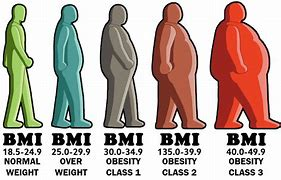 BMI BMI BMI BMI BMI
18.5-24.9 25.0-29.9 30.0-34.9 135.0-39.9 40.0-49.9
NORMAL OVER OBESITY OBESITY OBESITY
WEIGHT WEIGHT CLASS 1 CLASS 2 CLASS 3